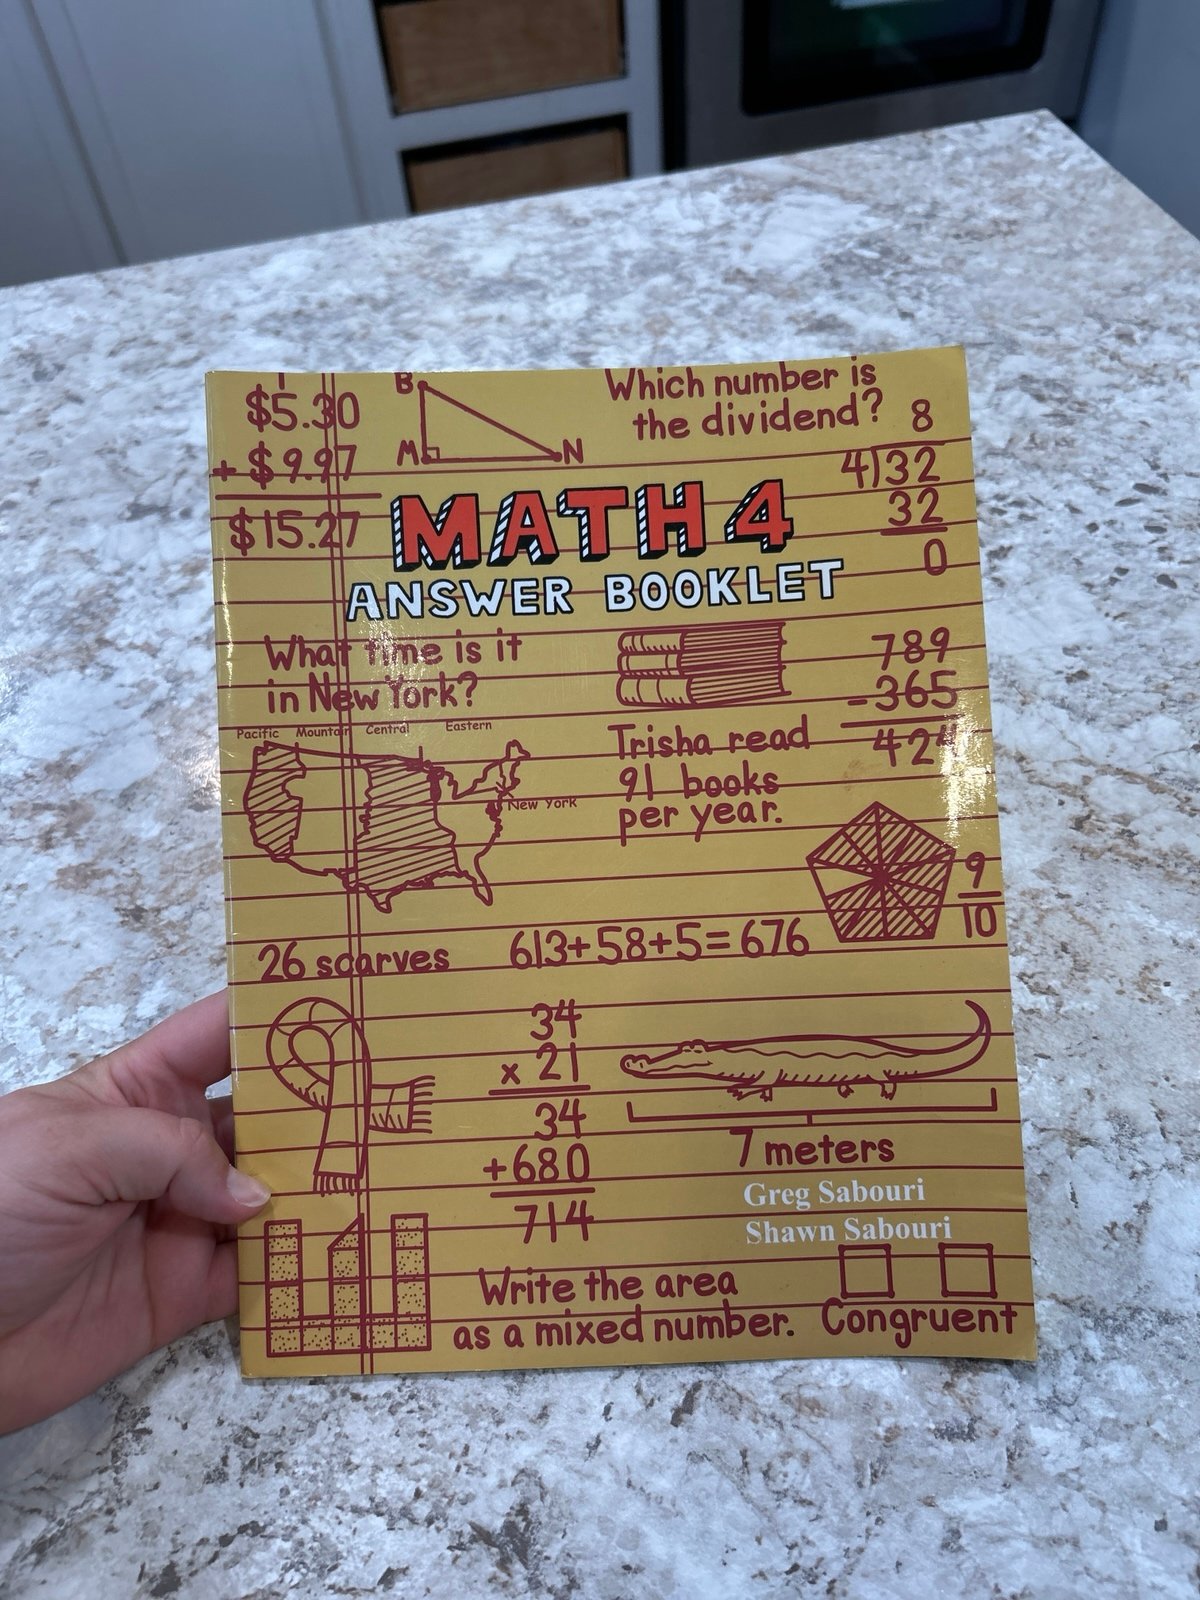 $5.30
+ $9.97
$15.27
B
M
N
Which number is
the dividend?
8
4)32
32
0
MATH 4
ANSWER BOOKLET
What time is it
in New York?
Pacific Mountain Central Eastern
New York
Trisha read
91 books
per year.
789
-365
424
9
10
26 scarves
613+58+5=676
34
x 21
34
+680
714
7 meters
Greg Sabouri
Shawn Sabouri
Write the area
as a mixed number.
Congruent